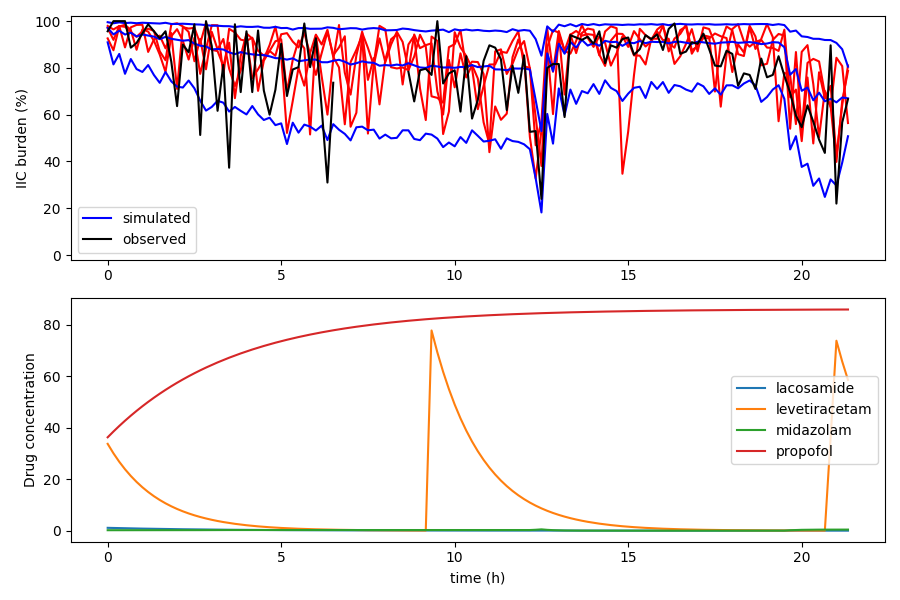 100
80
60
40
20
0
IIC burden (%)
simulated
observed
0
5
10
15
20
80
60
40
20
0
Drug concentration
lacosamide
levetiracetam
midazolam
propofol
0
5
10
15
20
time (h)